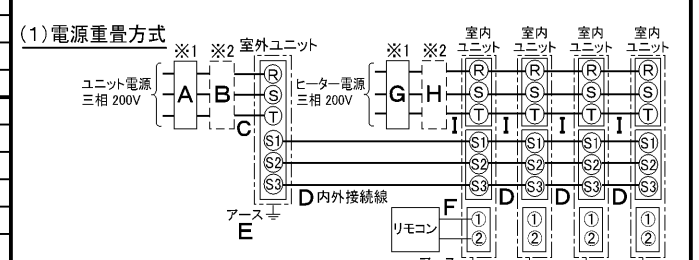 (1)電源重畳方式
※1 ※2 室外ユニット
ユニット電源
三相 200V
A B
R
S
T
C
S1
S2
S3
D 内外接続線
アース
E
※1 ※2
ヒーター電源
三相 200V
G H
室内
ユニット
室内
ユニット
室内
ユニット
室内
ユニット
R R R R
S S S S
T T T T
I I I I
S1 S1 S1 S1
S2 S2 S2 S2
S3 S3 S3 S3
F D D D
リモコン
① ① ① ①
② ② ② ②